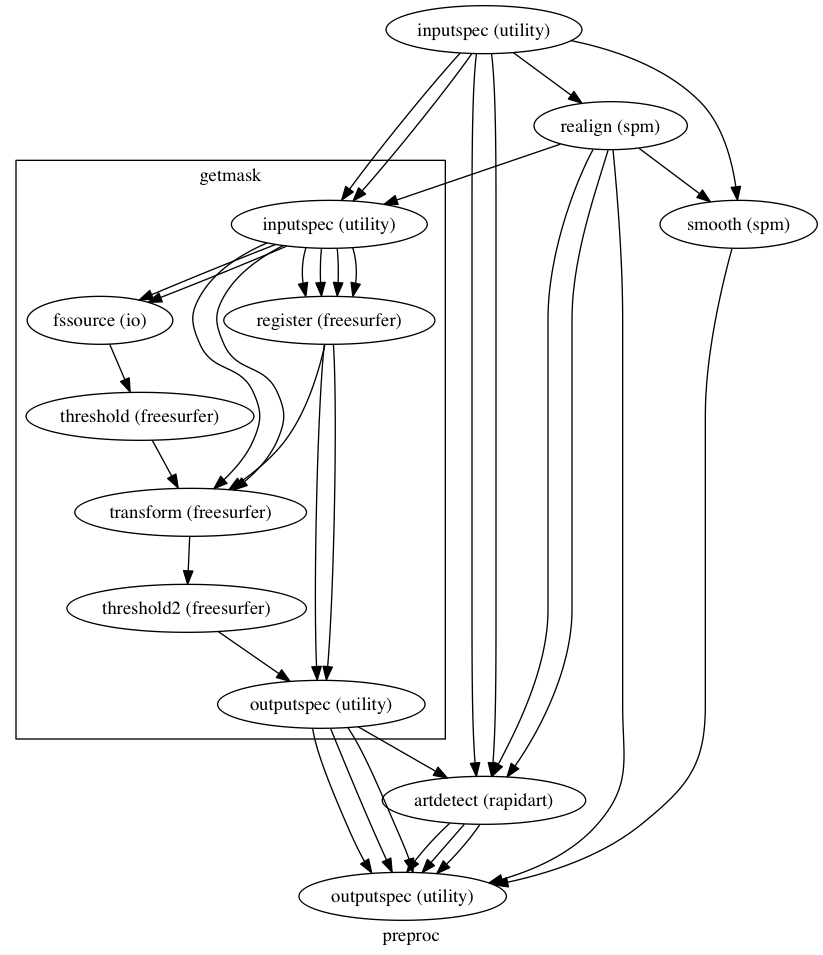 inputspec (utility)
realign (spm)
getmask
inputspec (utility)
smooth (spm)
fssource (io)
register (freesurfer)
threshold (freesurfer)
transform (freesurfer)
threshold2 (freesurfer)
outputspec (utility)
artdetect (rapidart)
outputspec (utility)
preproc